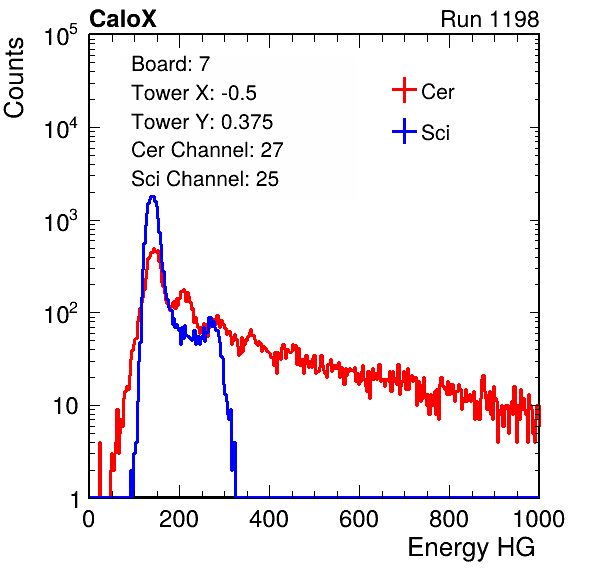 CaloX Run 1198
Counts
Board: 7
Tower X: -0.5
Tower Y: 0.375
Cer Channel: 27
Sci Channel: 25
Cer
Sci
10^5
10^4
10^3
10^2
10
1
0 200 400 600 800 1000
Energy HG